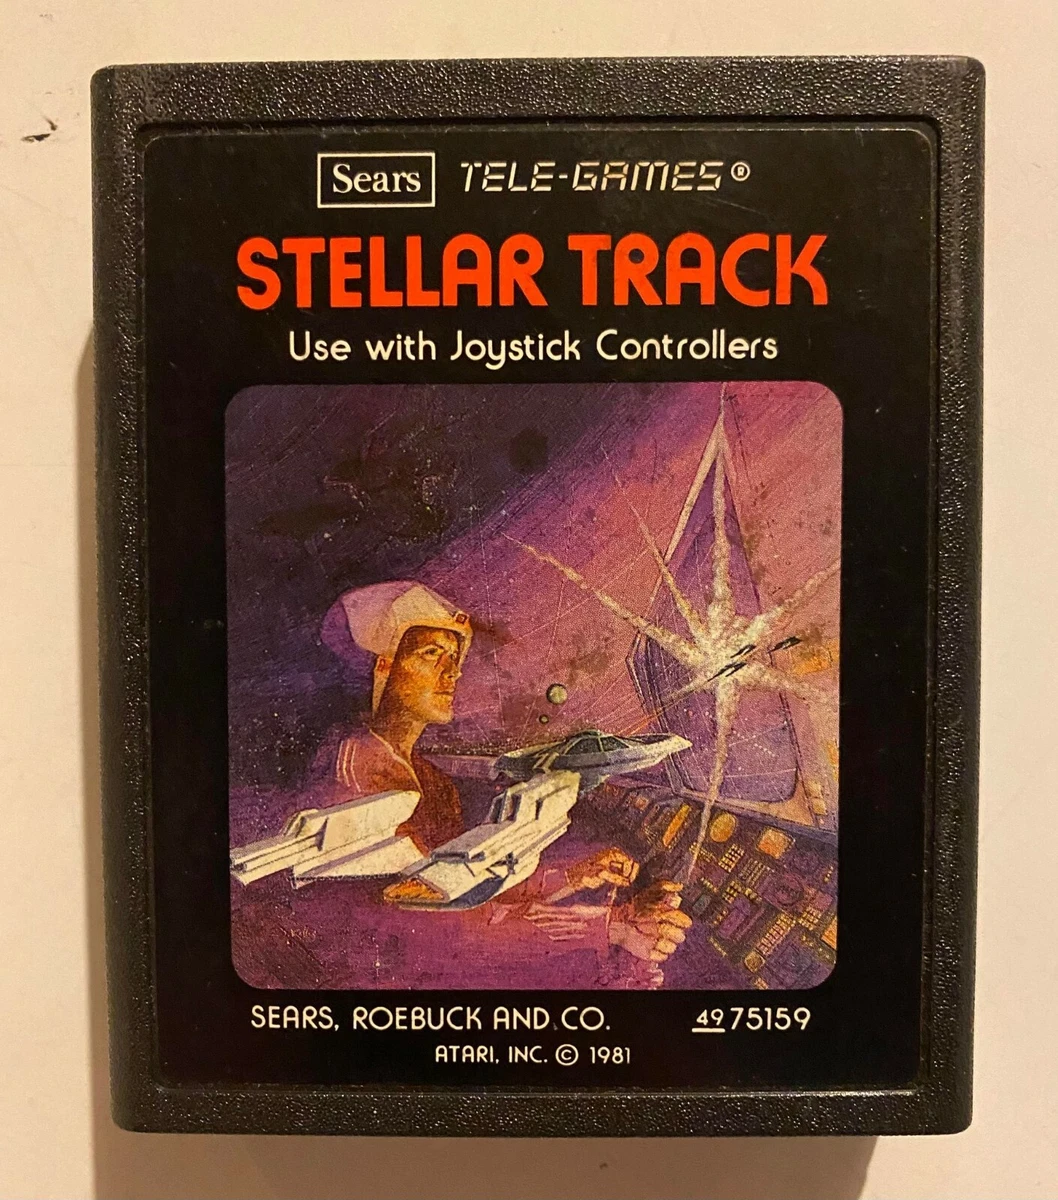 Sears TELE-GAMES®
STELLAR TRACK
Use with Joystick Controllers
SEARS, ROEBUCK AND CO. 49 75159
ATARI, INC. © 1981